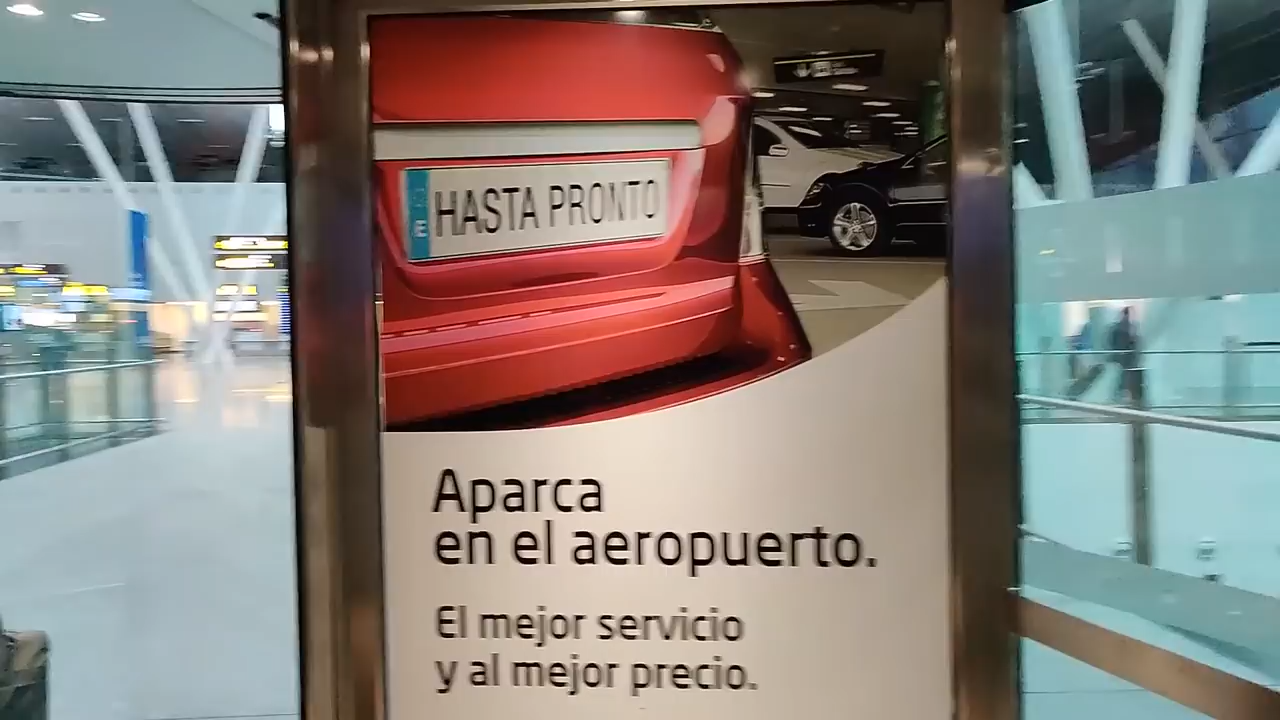 HASTA PRONTO
E
Aparca
en el aeropuerto.
El mejor servicio
y al mejor precio.